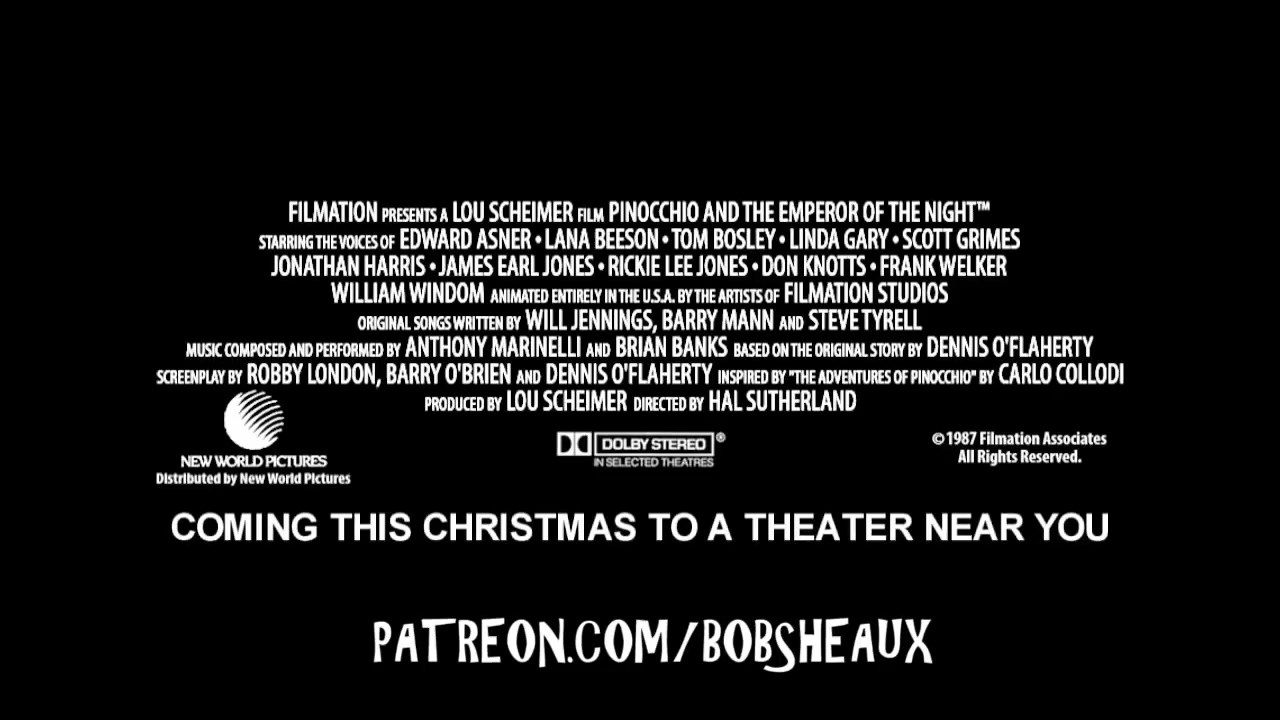 FILMATION PRESENTS A LOU SCHEIMER FILM PINOCCHIO AND THE EMPEROR OF THE NIGHT™
STARRING THE VOICES OF EDWARD ASNER • LANA BEESON • TOM BOSLEY • LINDA GARY • SCOTT GRIMES
JONATHAN HARRIS • JAMES EARL JONES • RICKIE LEE JONES • DON KNOTTS • FRANK WELKER
WILLIAM WINDOM ANIMATED ENTIRELY IN THE U.S.A. BY THE ARTISTS OF FILMATION STUDIOS
ORIGINAL SONGS WRITTEN BY WILL JENNINGS, BARRY MANN AND STEVE TYRELL
MUSIC COMPOSED AND PERFORMED BY ANTHONY MARINELLI AND BRIAN BANKS BASED ON THE ORIGINAL STORY BY DENNIS O'FLAHERTY
SCREENPLAY BY ROBBY LONDON, BARRY O'BRIEN AND DENNIS O'FLAHERTY INSPIRED BY "THE ADVENTURES OF PINOCCHIO" BY CARLO COLLODI
PRODUCED BY LOU SCHEIMER DIRECTED BY HAL SUTHERLAND
NEW WORLD PICTURES
Distributed by New World Pictures
DOLBY STEREO®
IN SELECTED THEATRES
©1987 Filmation Associates
All Rights Reserved.
COMING THIS CHRISTMAS TO A THEATER NEAR YOU
PATREON.COM/BOBSHEAUX